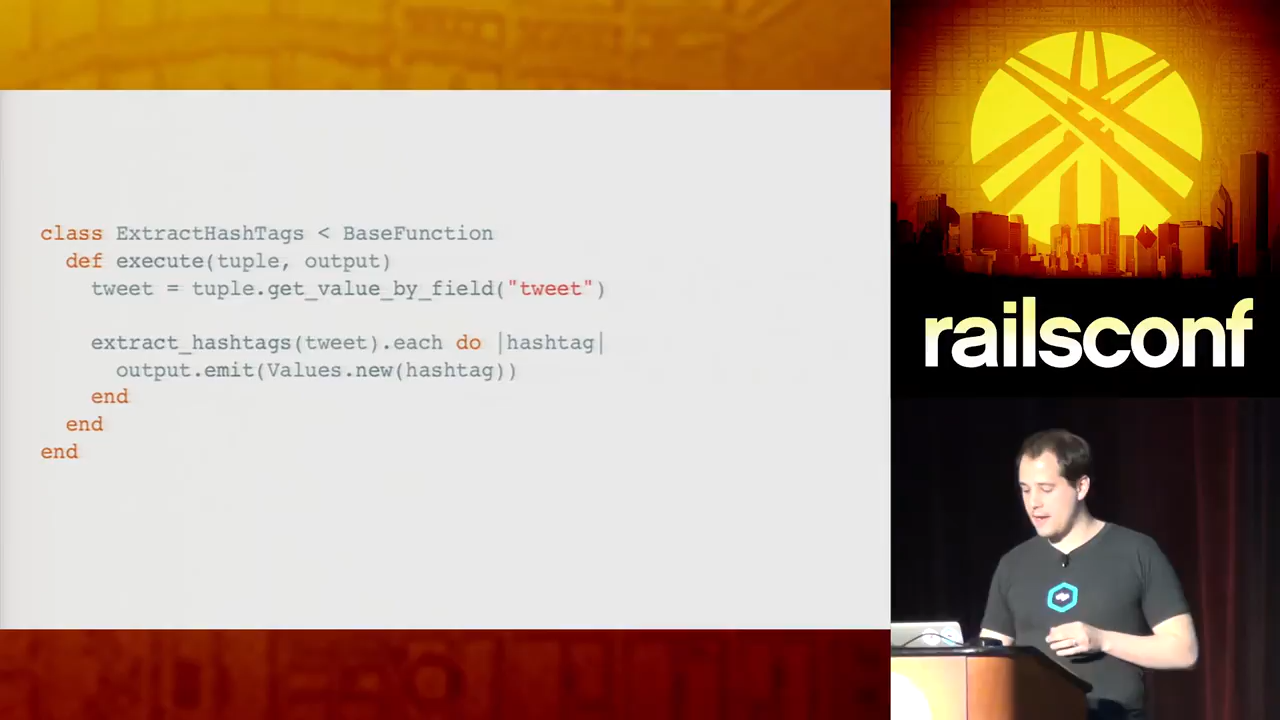 class ExtractHashTags < BaseFunction
  def execute(tuple, output)
    tweet = tuple.get_value_by_field("tweet")

    extract_hashtags(tweet).each do |hashtag|
      output.emit(Values.new(hashtag))
    end
  end
end
railsconf